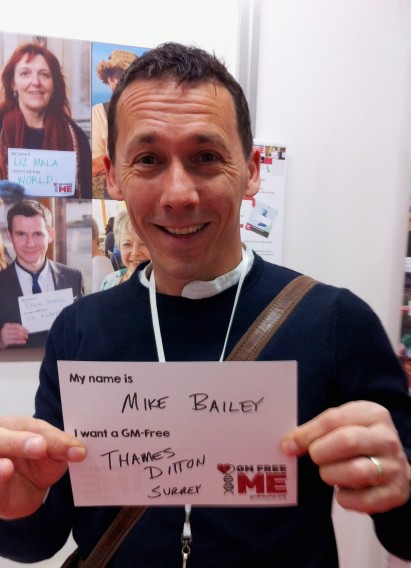 LIZ MALA
WORLD
ME
My name is
MIKE BAILEY
I want a GM-Free
THAMES
DITTON
SURREY
GM FREE
ME